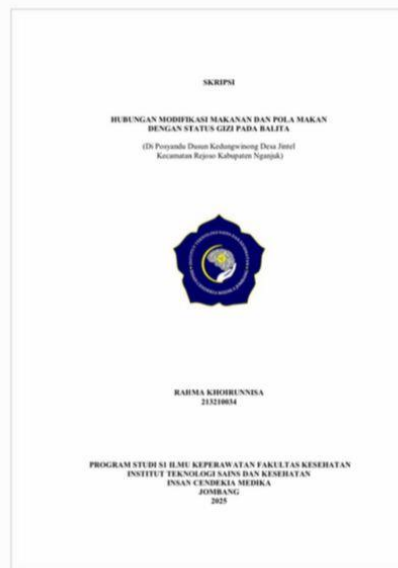 SKRIPSI
HUBUNGAN MODIFIKASI MAKANAN DAN POLA MAKAN
DENGAN STATUS GIZI PADA BALITA
(Di Posyandu Dusun Kedungwinong Desa Jintel
Kecamatan Rejoso Kabupaten Nganjuk)
RAHMA KHOIRUNNISA
213210034
PROGRAM STUDI S1 ILMU KEPERAWATAN FAKULTAS KESEHATAN
INSTITUT TEKNOLOGI SAINS DAN KESEHATAN
INSAN CENDEKIA MEDIKA
JOMBANG
2025